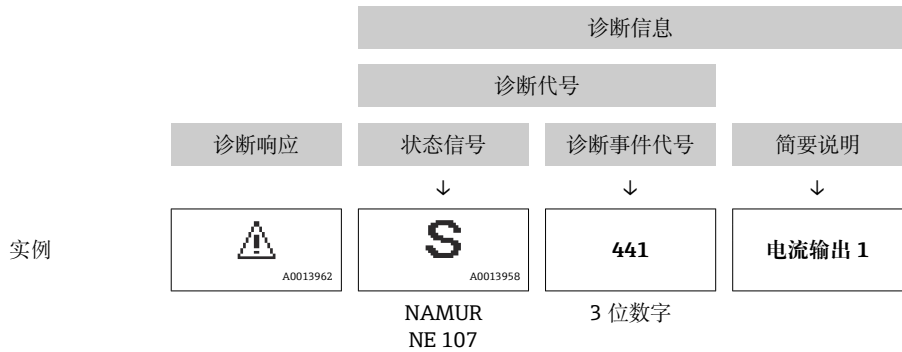 诊断信息
诊断代号
诊断响应 状态信号 诊断事件代号 简要说明
↓ ↓ ↓
实例 ⚠ S 441 电流输出 1
A0013962 A0013958
NAMUR 3 位数字
NE 107